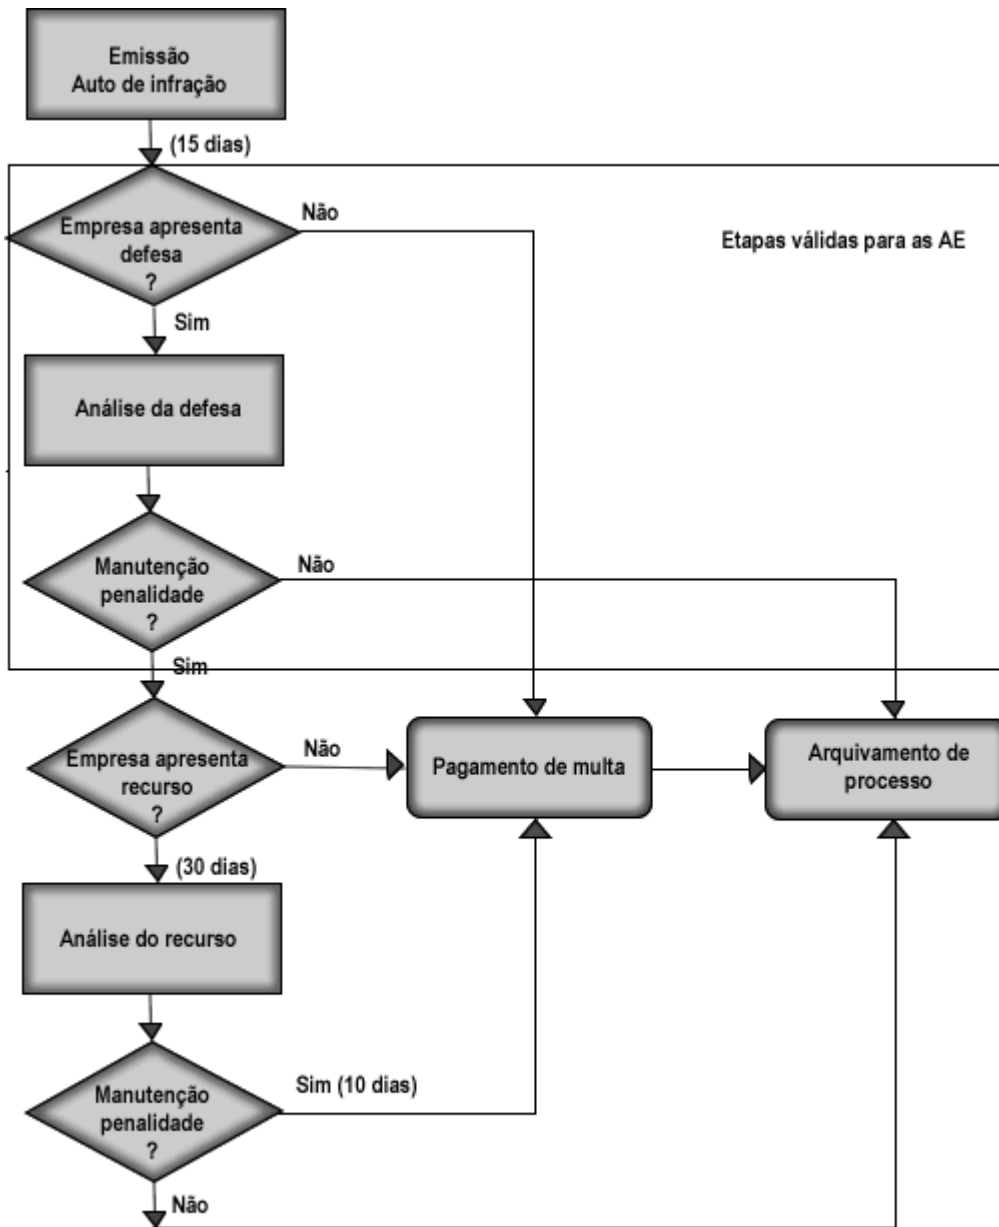 Emissão
Auto de infração
(15 dias)
Empresa apresenta
defesa
?
Não
Etapas válidas para as AE
Sim
Análise da defesa
Manutenção
penalidade
?
Não
Sim
Empresa apresenta
recurso
?
Não
Pagamento de multa
Arquivamento de
processo
(30 dias)
Análise do recurso
Manutenção
penalidade
?
Sim (10 dias)
Não